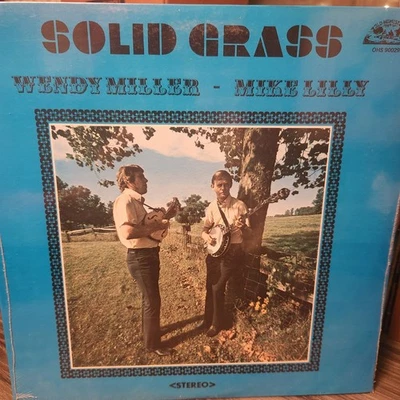 SOLID GRASS
WENDY MILLER - MIKE LILLY
<STEREO>